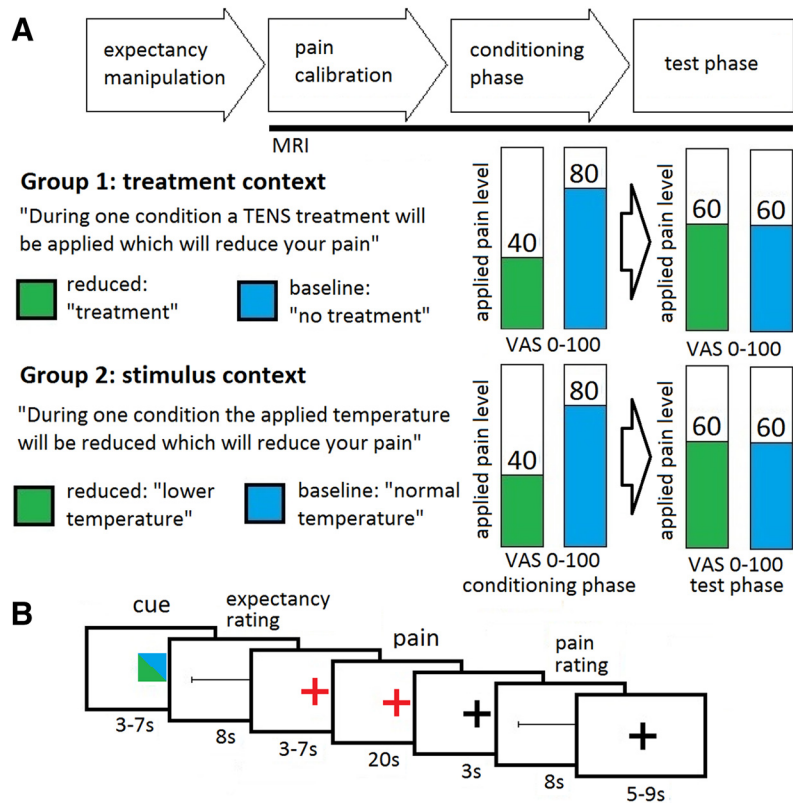 A
expectancy
manipulation
pain
calibration
conditioning
phase
test phase
MRI
Group 1: treatment context
"During one condition a TENS treatment will
be applied which will reduce your pain"
reduced:
"treatment"
baseline:
"no treatment"
applied pain level
40
80
VAS 0-100
applied pain level
60
60
VAS 0-100
Group 2: stimulus context
"During one condition the applied temperature
will be reduced which will reduce your pain"
reduced: "lower
temperature"
baseline: "normal
temperature"
applied pain level
40
80
VAS 0-100
conditioning phase
applied pain level
60
60
VAS 0-100
test phase
B
cue
expectancy
rating
pain
pain
rating
3-7s
8s
3-7s
20s
3s
8s
5-9s